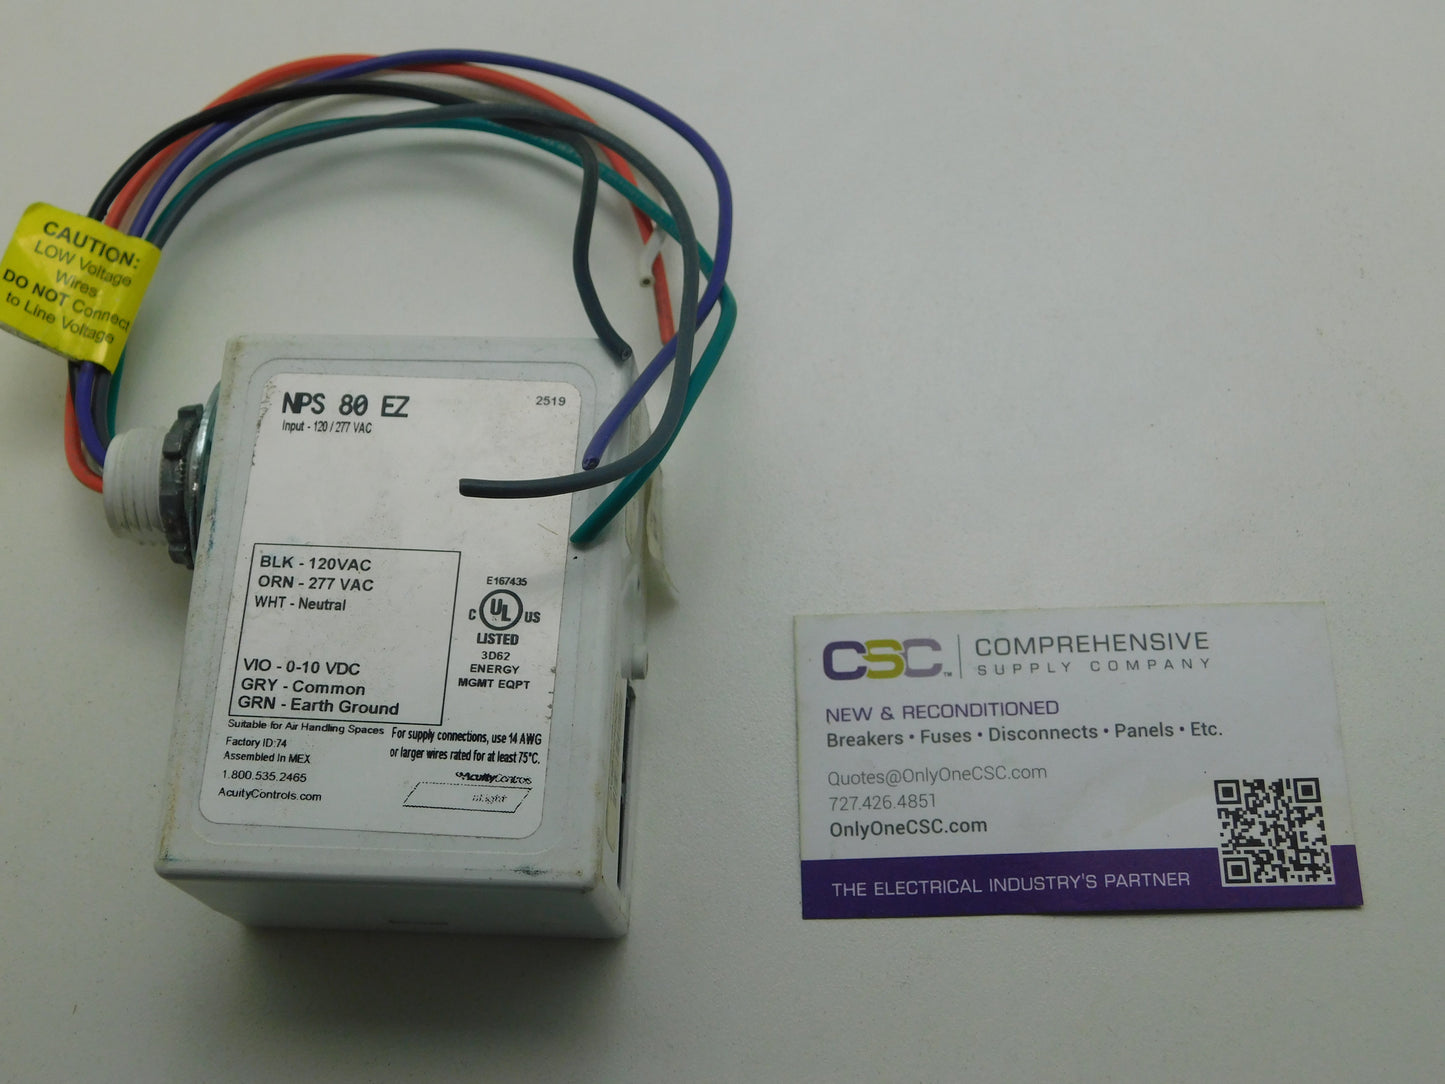 CAUTION:
LOW Voltage
Wires
DO NOT Connect
to Line Voltage
NPS 80 EZ
2519
Input - 120 / 277 VAC
BLK - 120VAC
ORN - 277 VAC
WHT - Neutral
VIO - 0-10 VDC
GRY - Common
GRN - Earth Ground
E167435
C UL US
LISTED
3D62
ENERGY
MGMT EQPT
Suitable for Air Handling Spaces
For supply connections, use 14 AWG
or larger wires rated for at least 75°C.
Factory ID:74
Assembled In MEX
1.800.535.2465
AcuityControls.com
AcuityControls
CSC™
COMPREHENSIVE
SUPPLY COMPANY
NEW & RECONDITIONED
Breakers • Fuses • Disconnects • Panels • Etc.
Quotes@OnlyOneCSC.com
727.426.4851
OnlyOneCSC.com
THE ELECTRICAL INDUSTRY'S PARTNER